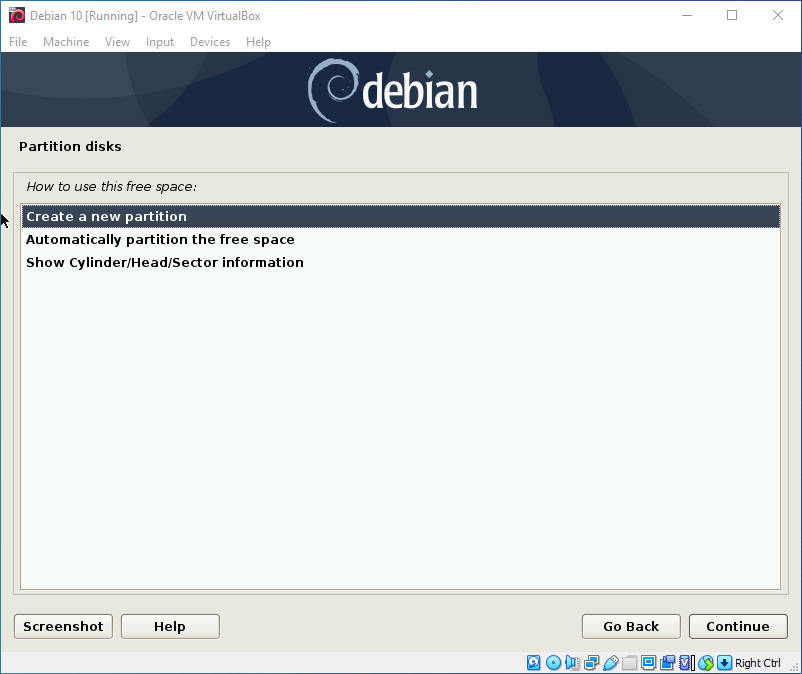 Debian 10 [Running] - Oracle VM VirtualBox
File Machine View Input Devices Help
debian
Partition disks
How to use this free space:
Create a new partition
Automatically partition the free space
Show Cylinder/Head/Sector information
Screenshot Help Go Back Continue
Right Ctrl